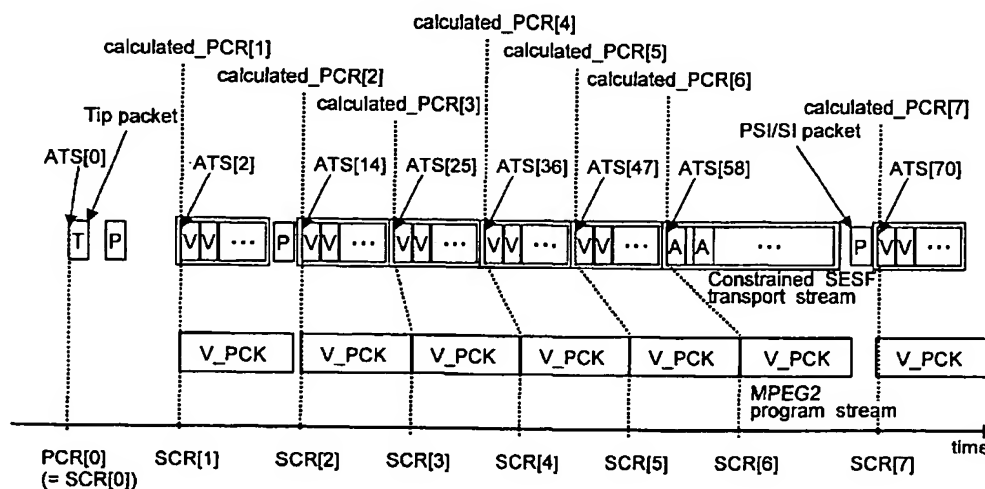 calculated_PCR[4]
calculated_PCR[1]
calculated_PCR[5]
calculated_PCR[2]
calculated_PCR[6]
calculated_PCR[3]
calculated_PCR[7]
Tip packet
PSI/SI packet
ATS[0]
ATS[2]
ATS[14]
ATS[25]
ATS[36]
ATS[47]
ATS[58]
ATS[70]
T P V V ... P V V ... V V ... V V ... V V ... A A ... P V V ...
Constrained SESF
transport stream
V_PCK V_PCK V_PCK V_PCK V_PCK V_PCK V_PCK
MPEG2
program stream
time
PCR[0] SCR[1] SCR[2] SCR[3] SCR[4] SCR[5] SCR[6] SCR[7]
(= SCR[0])